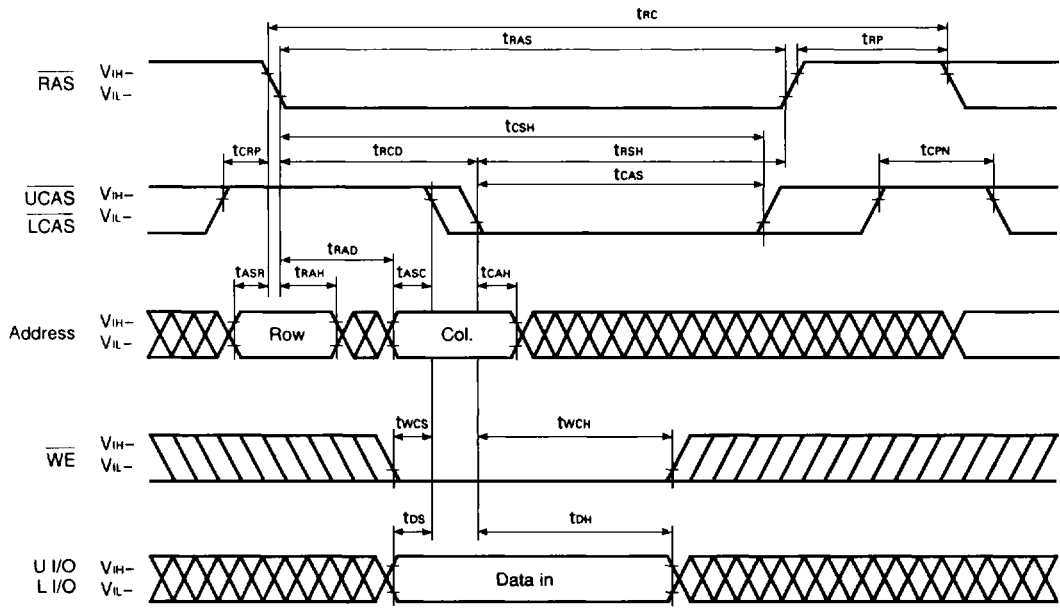 tRC
tRAS
tRP
RAS
VIH–
VIL–
tCSH
tCRP
tRCD
tRSH
tCPN
tCAS
UCAS
LCAS
VIH–
VIL–
tRAD
tASR
tRAH
tASC
tCAH
Address
VIH–
VIL–
Row
Col.
tWCS
tWCH
WE
VIH–
VIL–
tDS
tDH
U I/O
L I/O
VIH–
VIL–
Data in